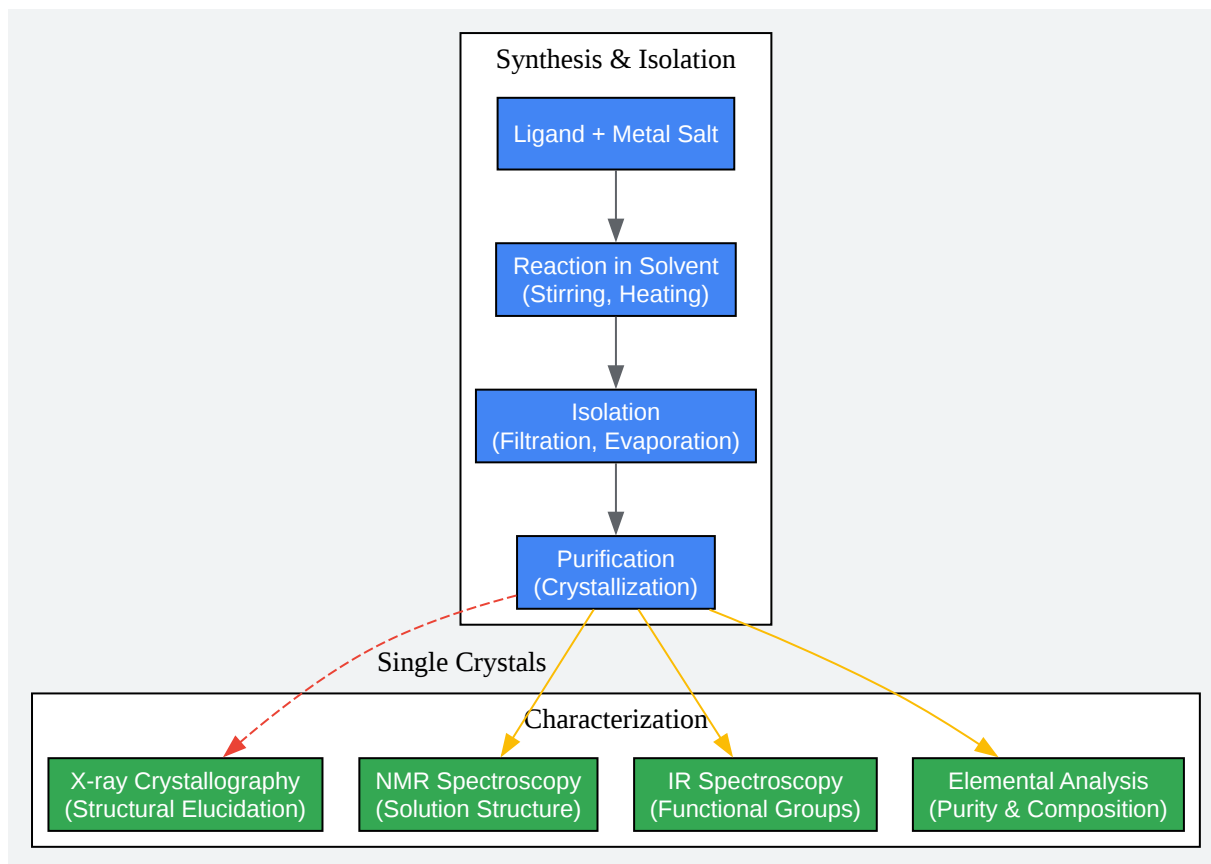 Synthesis & Isolation
Ligand + Metal Salt
Reaction in Solvent
(Stirring, Heating)
Isolation
(Filtration, Evaporation)
Purification
(Crystallization)
Single Crystals
Characterization
X-ray Crystallography
(Structural Elucidation)
NMR Spectroscopy
(Solution Structure)
IR Spectroscopy
(Functional Groups)
Elemental Analysis
(Purity & Composition)